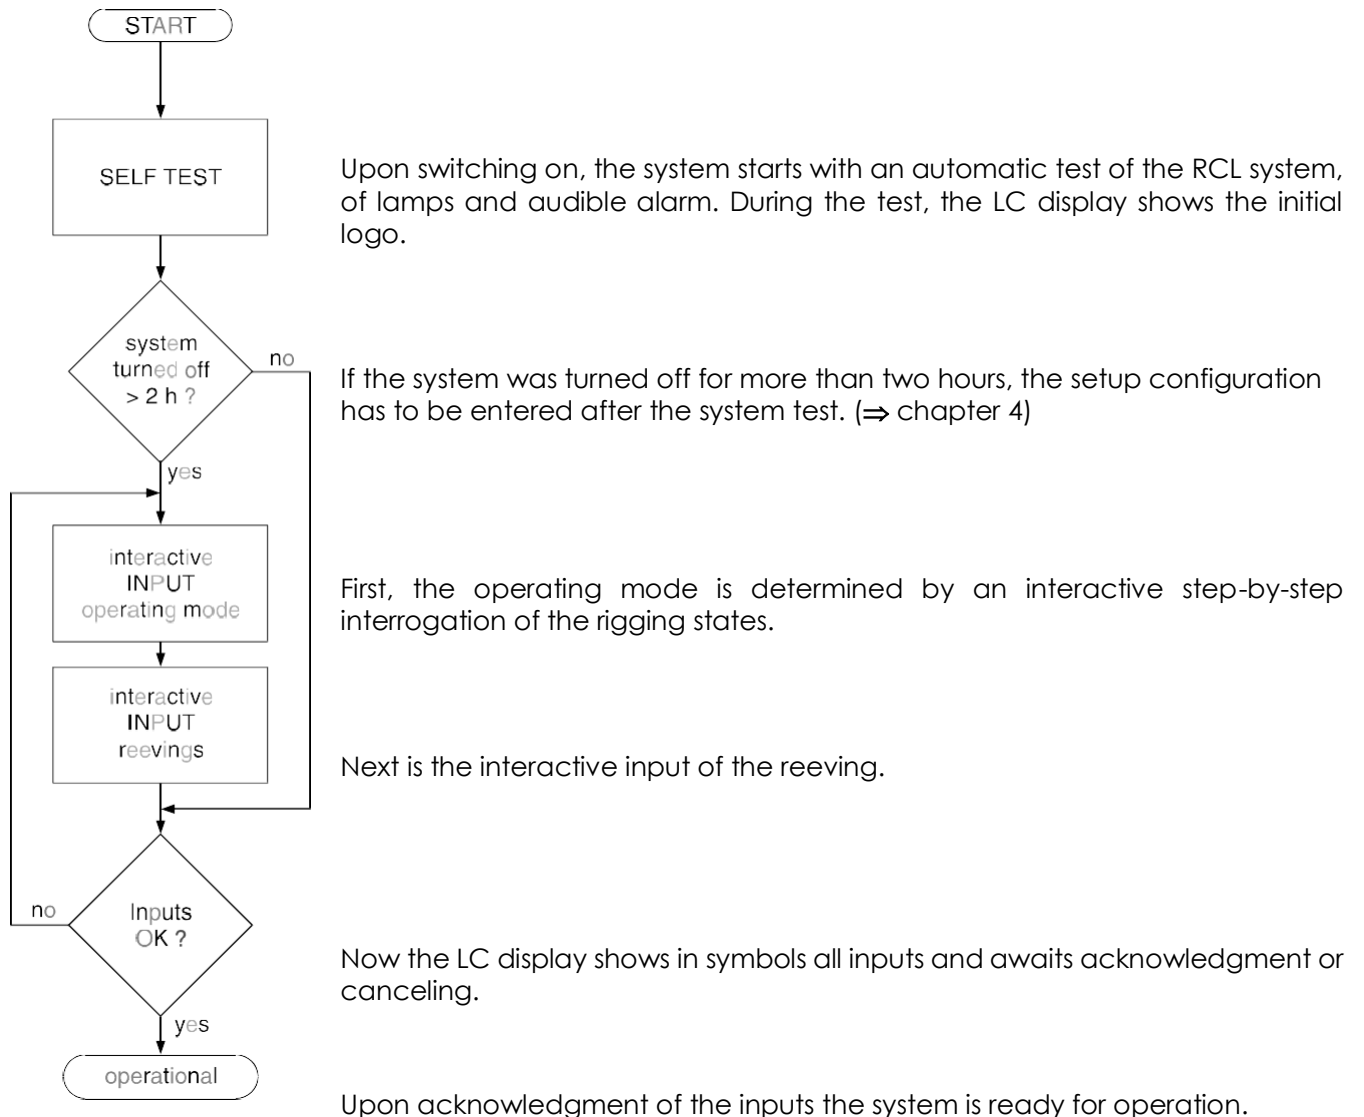 START
SELF TEST
Upon switching on, the system starts with an automatic test of the RCL system,
of lamps and audible alarm. During the test, the LC display shows the initial
logo.
system
turned off
> 2 h ?
no
If the system was turned off for more than two hours, the setup configuration
has to be entered after the system test. (⇒ chapter 4)
yes
interactive
INPUT
operating mode
First, the operating mode is determined by an interactive step-by-step
interrogation of the rigging states.
interactive
INPUT
reevings
Next is the interactive input of the reeving.
no
Inputs
OK ?
Now the LC display shows in symbols all inputs and awaits acknowledgment or
canceling.
yes
operational
Upon acknowledgment of the inputs the system is ready for operation.